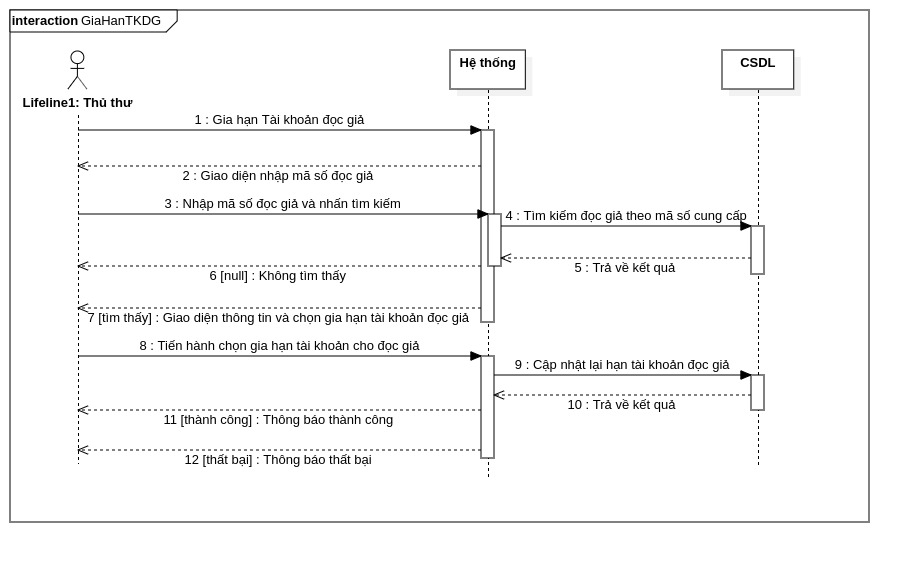 interaction GiaHanTKDG
Hệ thống
CSDL
Lifeline1: Thủ thư
1 : Gia hạn Tài khoản đọc giả
2 : Giao diện nhập mã số đọc giả
3 : Nhập mã số đọc giả và nhấn tìm kiếm
4 : Tìm kiếm đọc giả theo mã số cung cấp
5 : Trả về kết quả
6 [null] : Không tìm thấy
7 [tìm thấy] : Giao diện thông tin và chọn gia hạn tài khoản đọc giả
8 : Tiến hành chọn gia hạn tài khoản cho đọc giả
9 : Cập nhật lại hạn tài khoản đọc giả
10 : Trả về kết quả
11 [thành công] : Thông báo thành công
12 [thất bại] : Thông báo thất bại